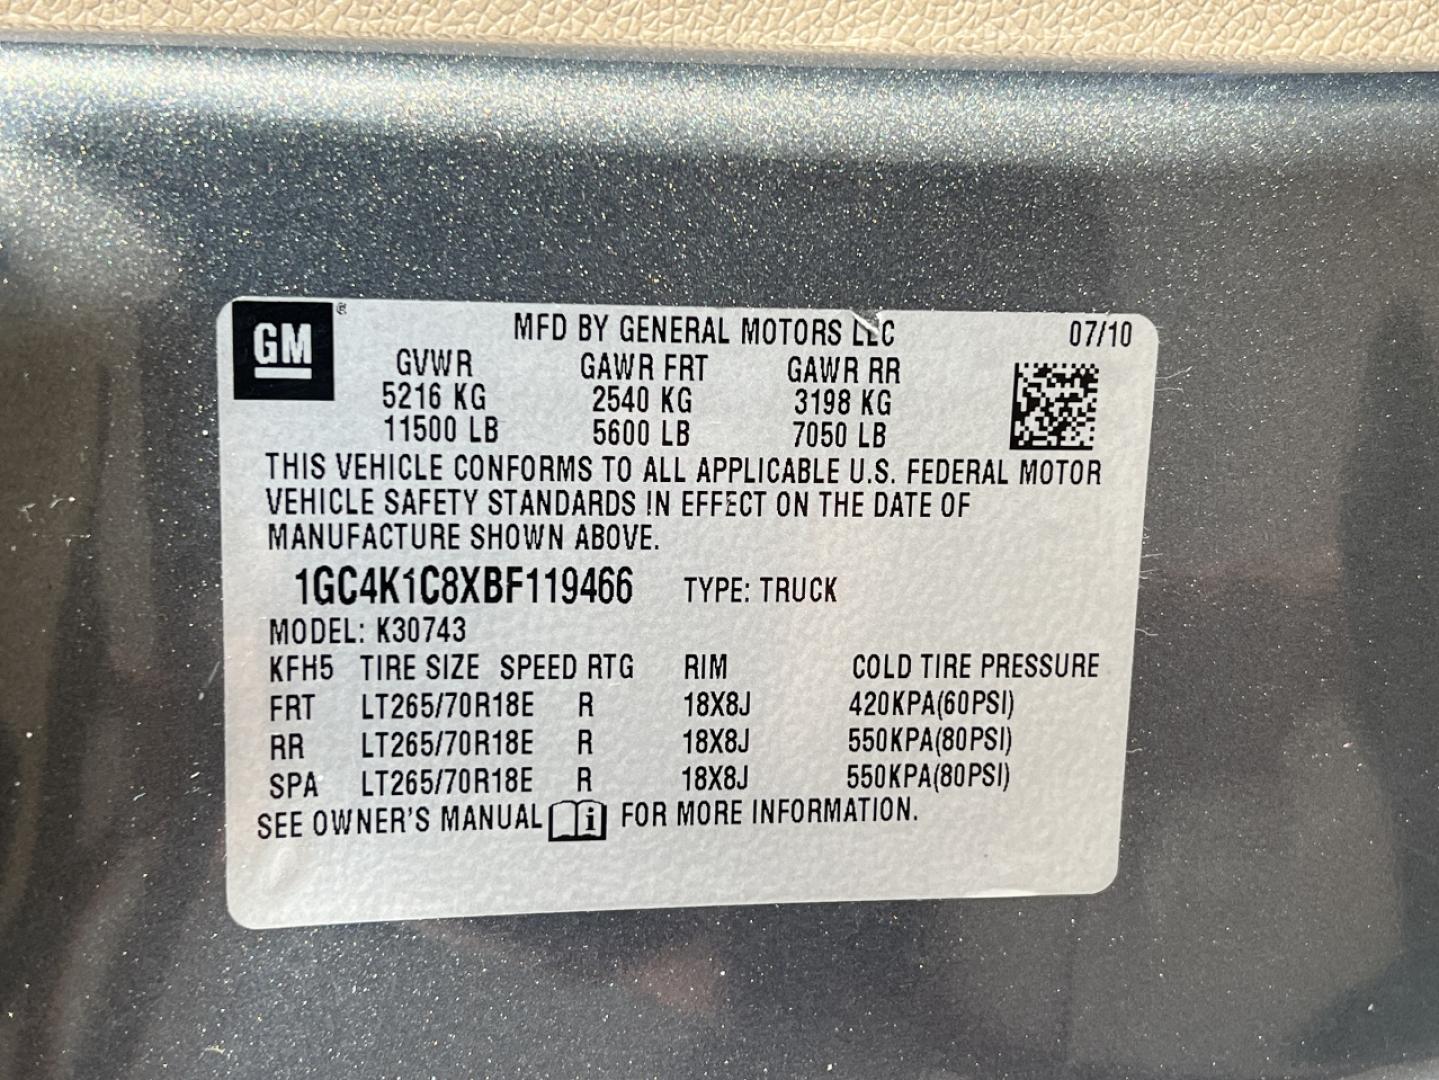 GM ®
MFD BY GENERAL MOTORS LLC 07/10
GVWR GAWR FRT GAWR RR
5216 KG 2540 KG 3198 KG
11500 LB 5600 LB 7050 LB
THIS VEHICLE CONFORMS TO ALL APPLICABLE U.S. FEDERAL MOTOR
VEHICLE SAFETY STANDARDS IN EFFECT ON THE DATE OF
MANUFACTURE SHOWN ABOVE.
1GC4K1C8XBF119466 TYPE: TRUCK
MODEL: K30743
KFH5 TIRE SIZE SPEED RTG RIM COLD TIRE PRESSURE
FRT LT265/70R18E R 18X8J 420KPA(60PSI)
RR LT265/70R18E R 18X8J 550KPA(80PSI)
SPA LT265/70R18E R 18X8J 550KPA(80PSI)
SEE OWNER'S MANUAL i FOR MORE INFORMATION.